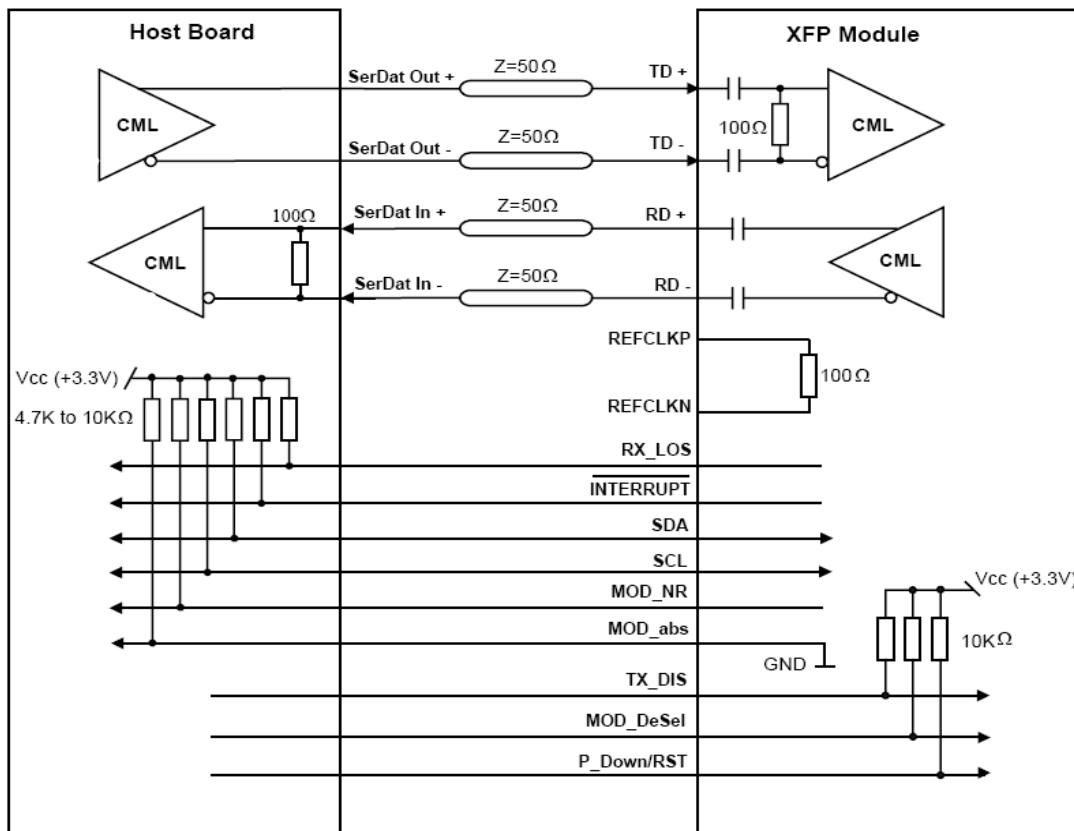 Host Board
XFP Module
SerDat Out +
Z=50Ω
TD +
CML
100Ω
CML
SerDat Out -
Z=50Ω
TD -
SerDat In +
Z=50Ω
RD +
100Ω
CML
CML
SerDat In -
Z=50Ω
RD -
REFCLKP
100Ω
REFCLKN
Vcc (+3.3V)
4.7K to 10KΩ
RX_LOS
INTERRUPT
SDA
SCL
MOD_NR
Vcc (+3.3V)
MOD_abs
10KΩ
GND
TX_DIS
MOD_DeSel
P_Down/RST